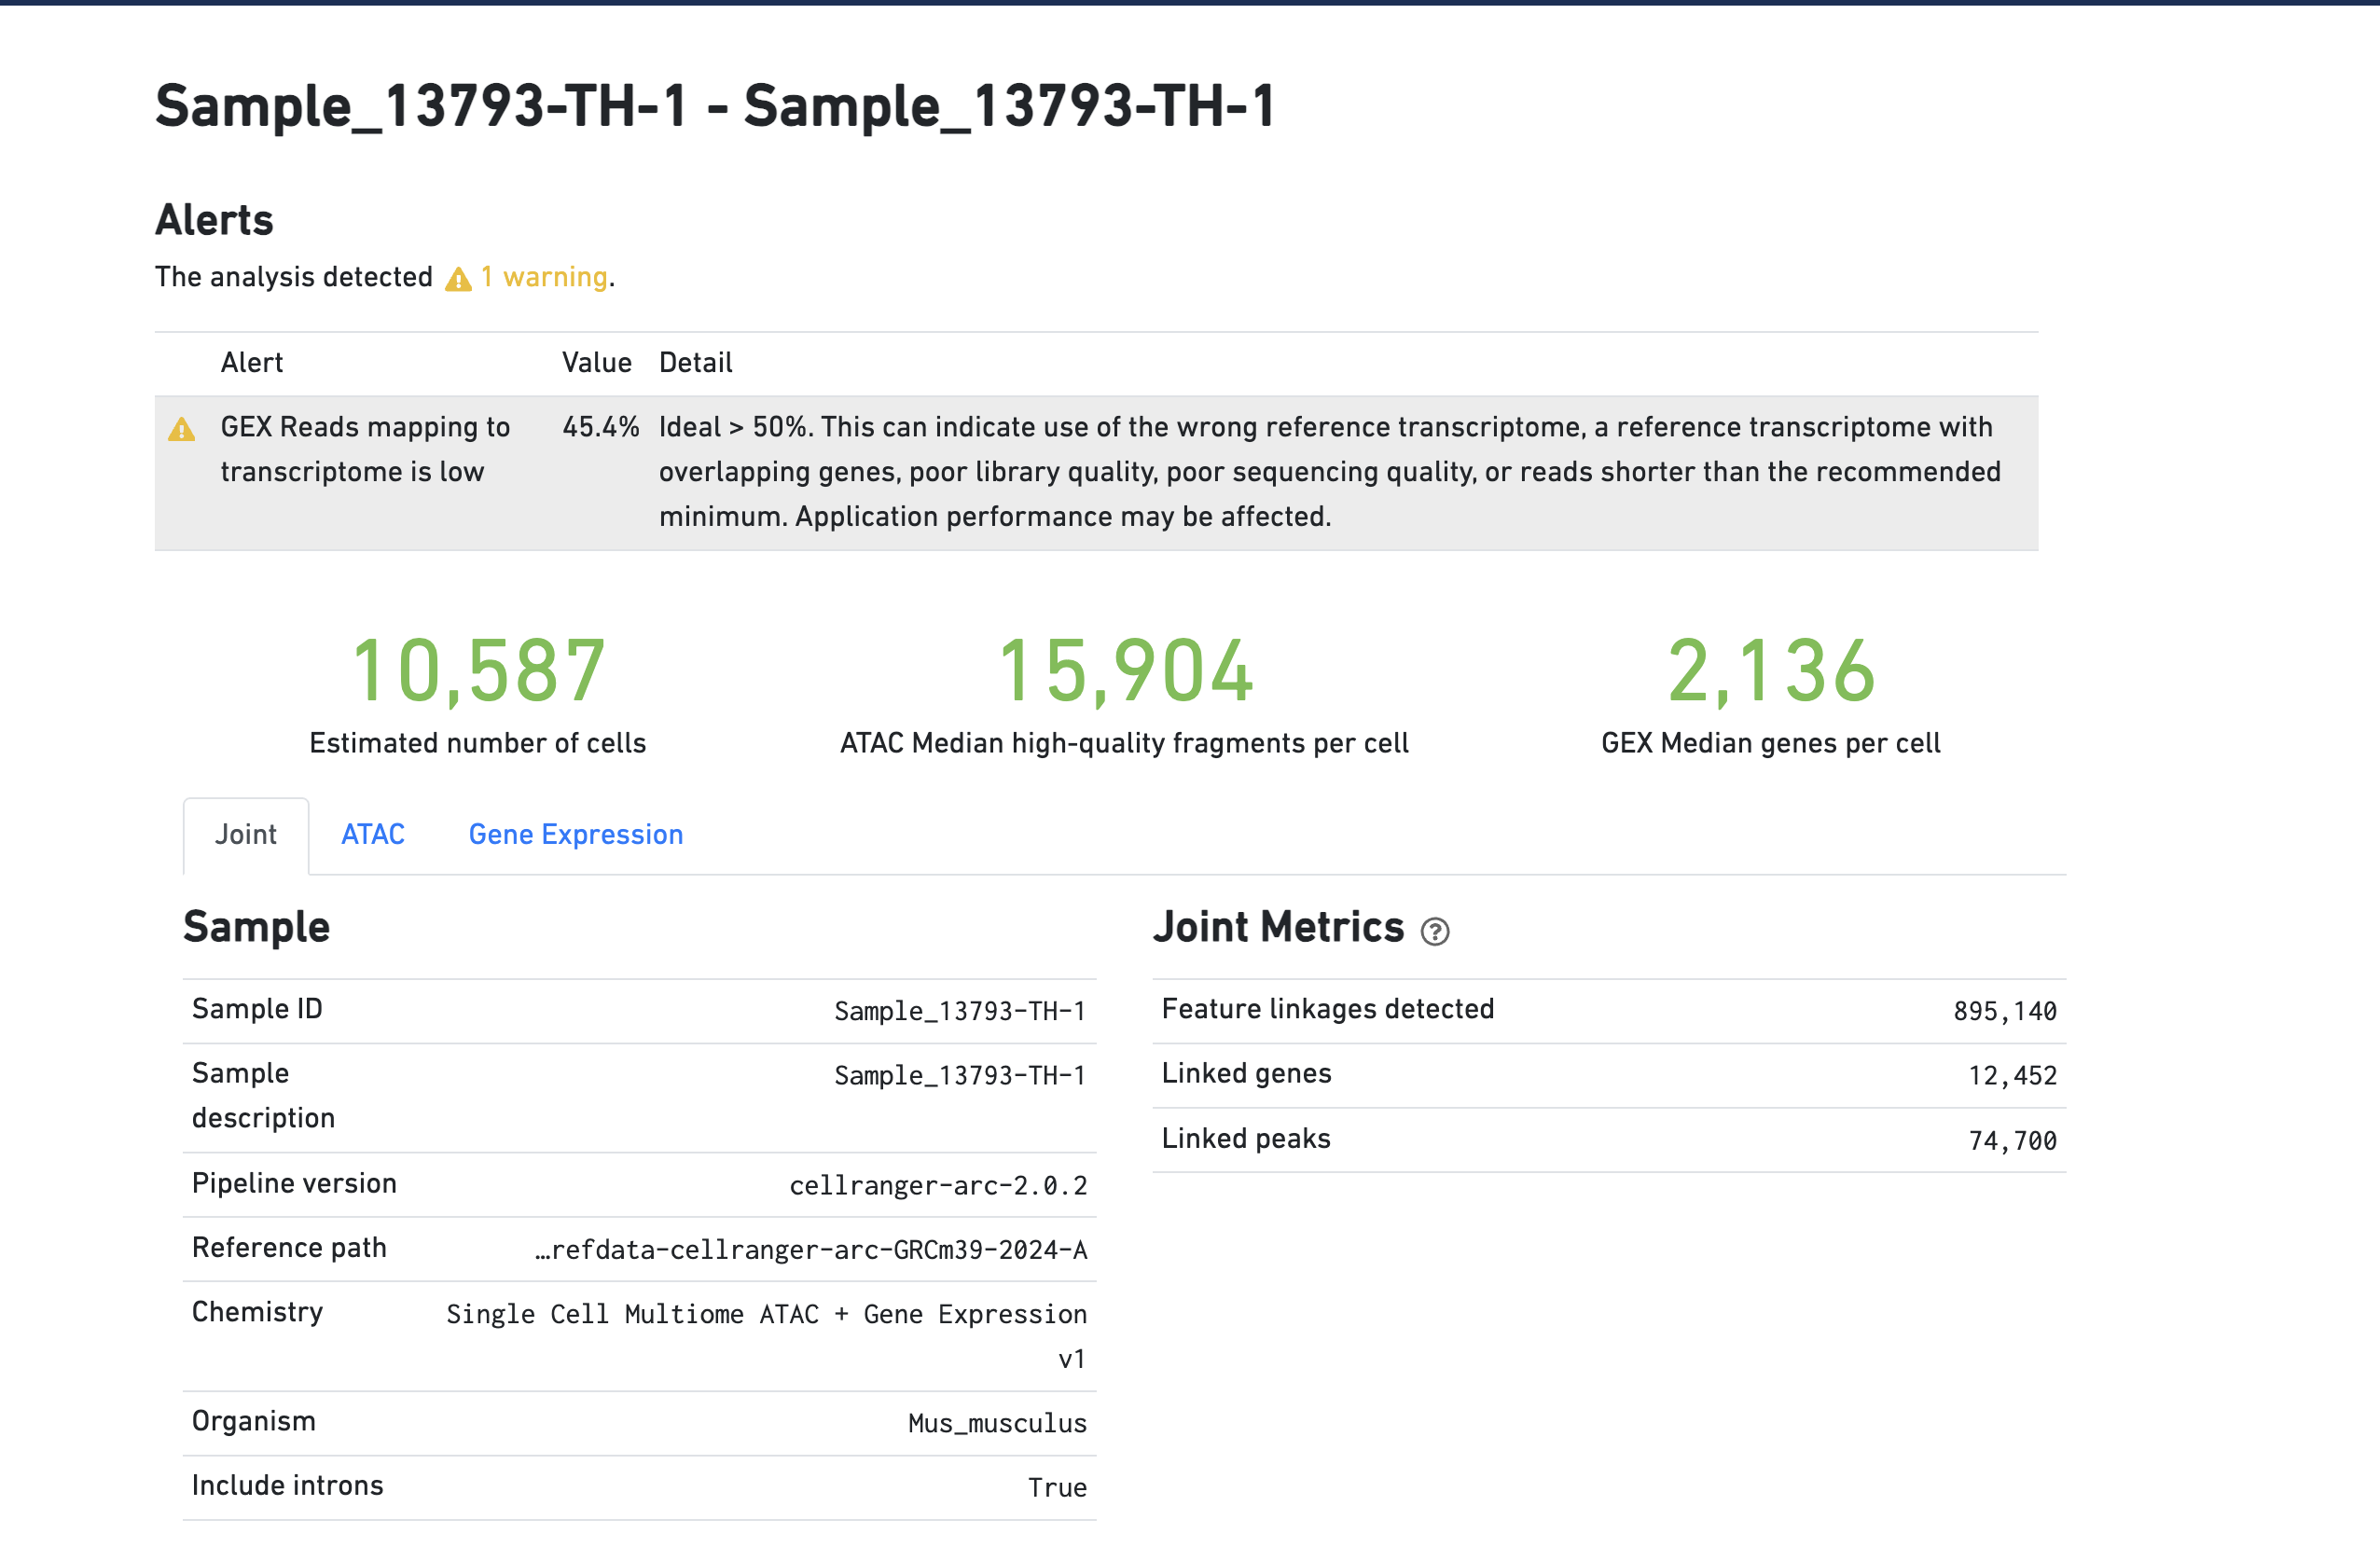 Sample_13793-TH-1 - Sample_13793-TH-1
Alerts
The analysis detected 1 warning.
Alert Value Detail
GEX Reads mapping to transcriptome is low 45.4% Ideal > 50%. This can indicate use of the wrong reference transcriptome, a reference transcriptome with
overlapping genes, poor library quality, poor sequencing quality, or reads shorter than the recommended
minimum. Application performance may be affected.
10,587
Estimated number of cells
15,904
ATAC Median high-quality fragments per cell
2,136
GEX Median genes per cell
Joint ATAC Gene Expression
Sample
Sample ID Sample_13793-TH-1
Sample description Sample_13793-TH-1
Pipeline version cellranger-arc-2.0.2
Reference path …refdata-cellranger-arc-GRCm39-2024-A
Chemistry Single Cell Multiome ATAC + Gene Expression
v1
Organism Mus_musculus
Include introns True
Joint Metrics ?
Feature linkages detected 895,140
Linked genes 12,452
Linked peaks 74,700